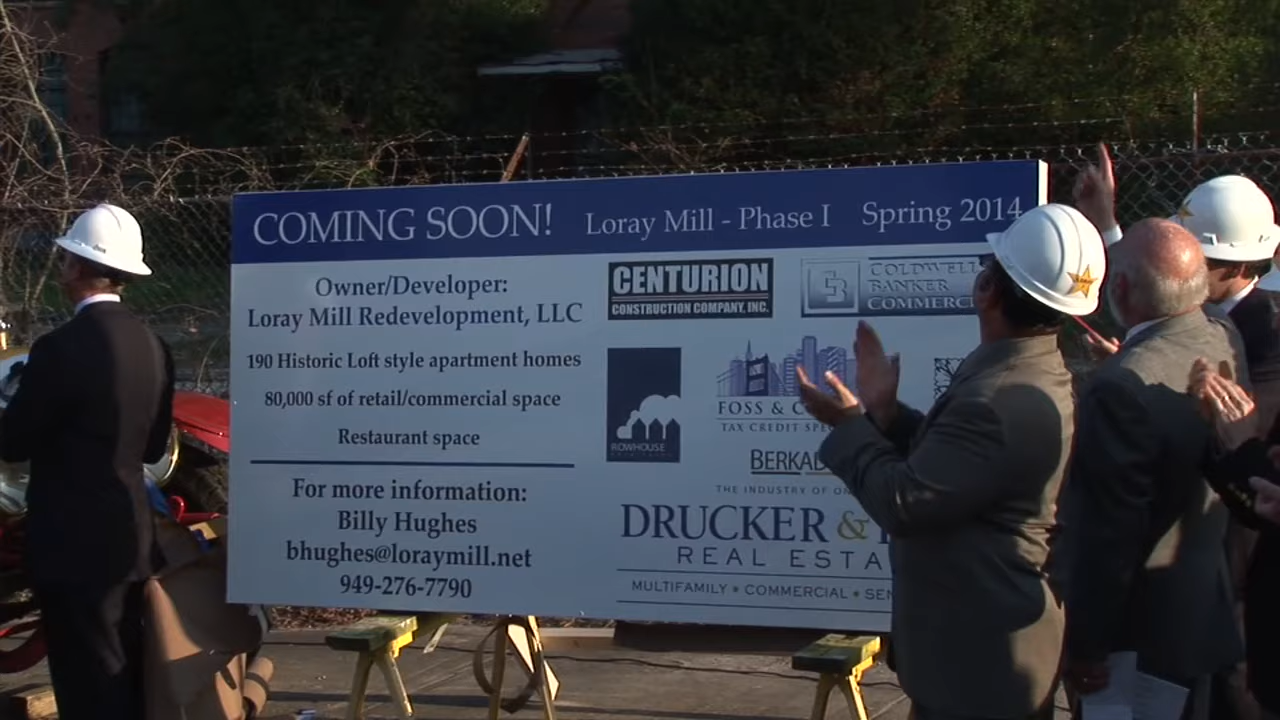 COMING SOON! Loray Mill - Phase I Spring 2014
Owner/Developer:
Loray Mill Redevelopment, LLC
190 Historic Loft style apartment homes
80,000 sf of retail/commercial space
Restaurant space
For more information:
Billy Hughes
bhughes@loraymill.net
949-276-7790
CENTURION
CONSTRUCTION COMPANY, INC.
CB
COLDWELL
BANKER
COMMERC
ROWHOUSE
FOSS & C
TAX CREDIT SPE
BERKAD
THE INDUSTRY OF
DRUCKER &
REAL ESTA
MULTIFAMILY • COMMERCIAL • SEN